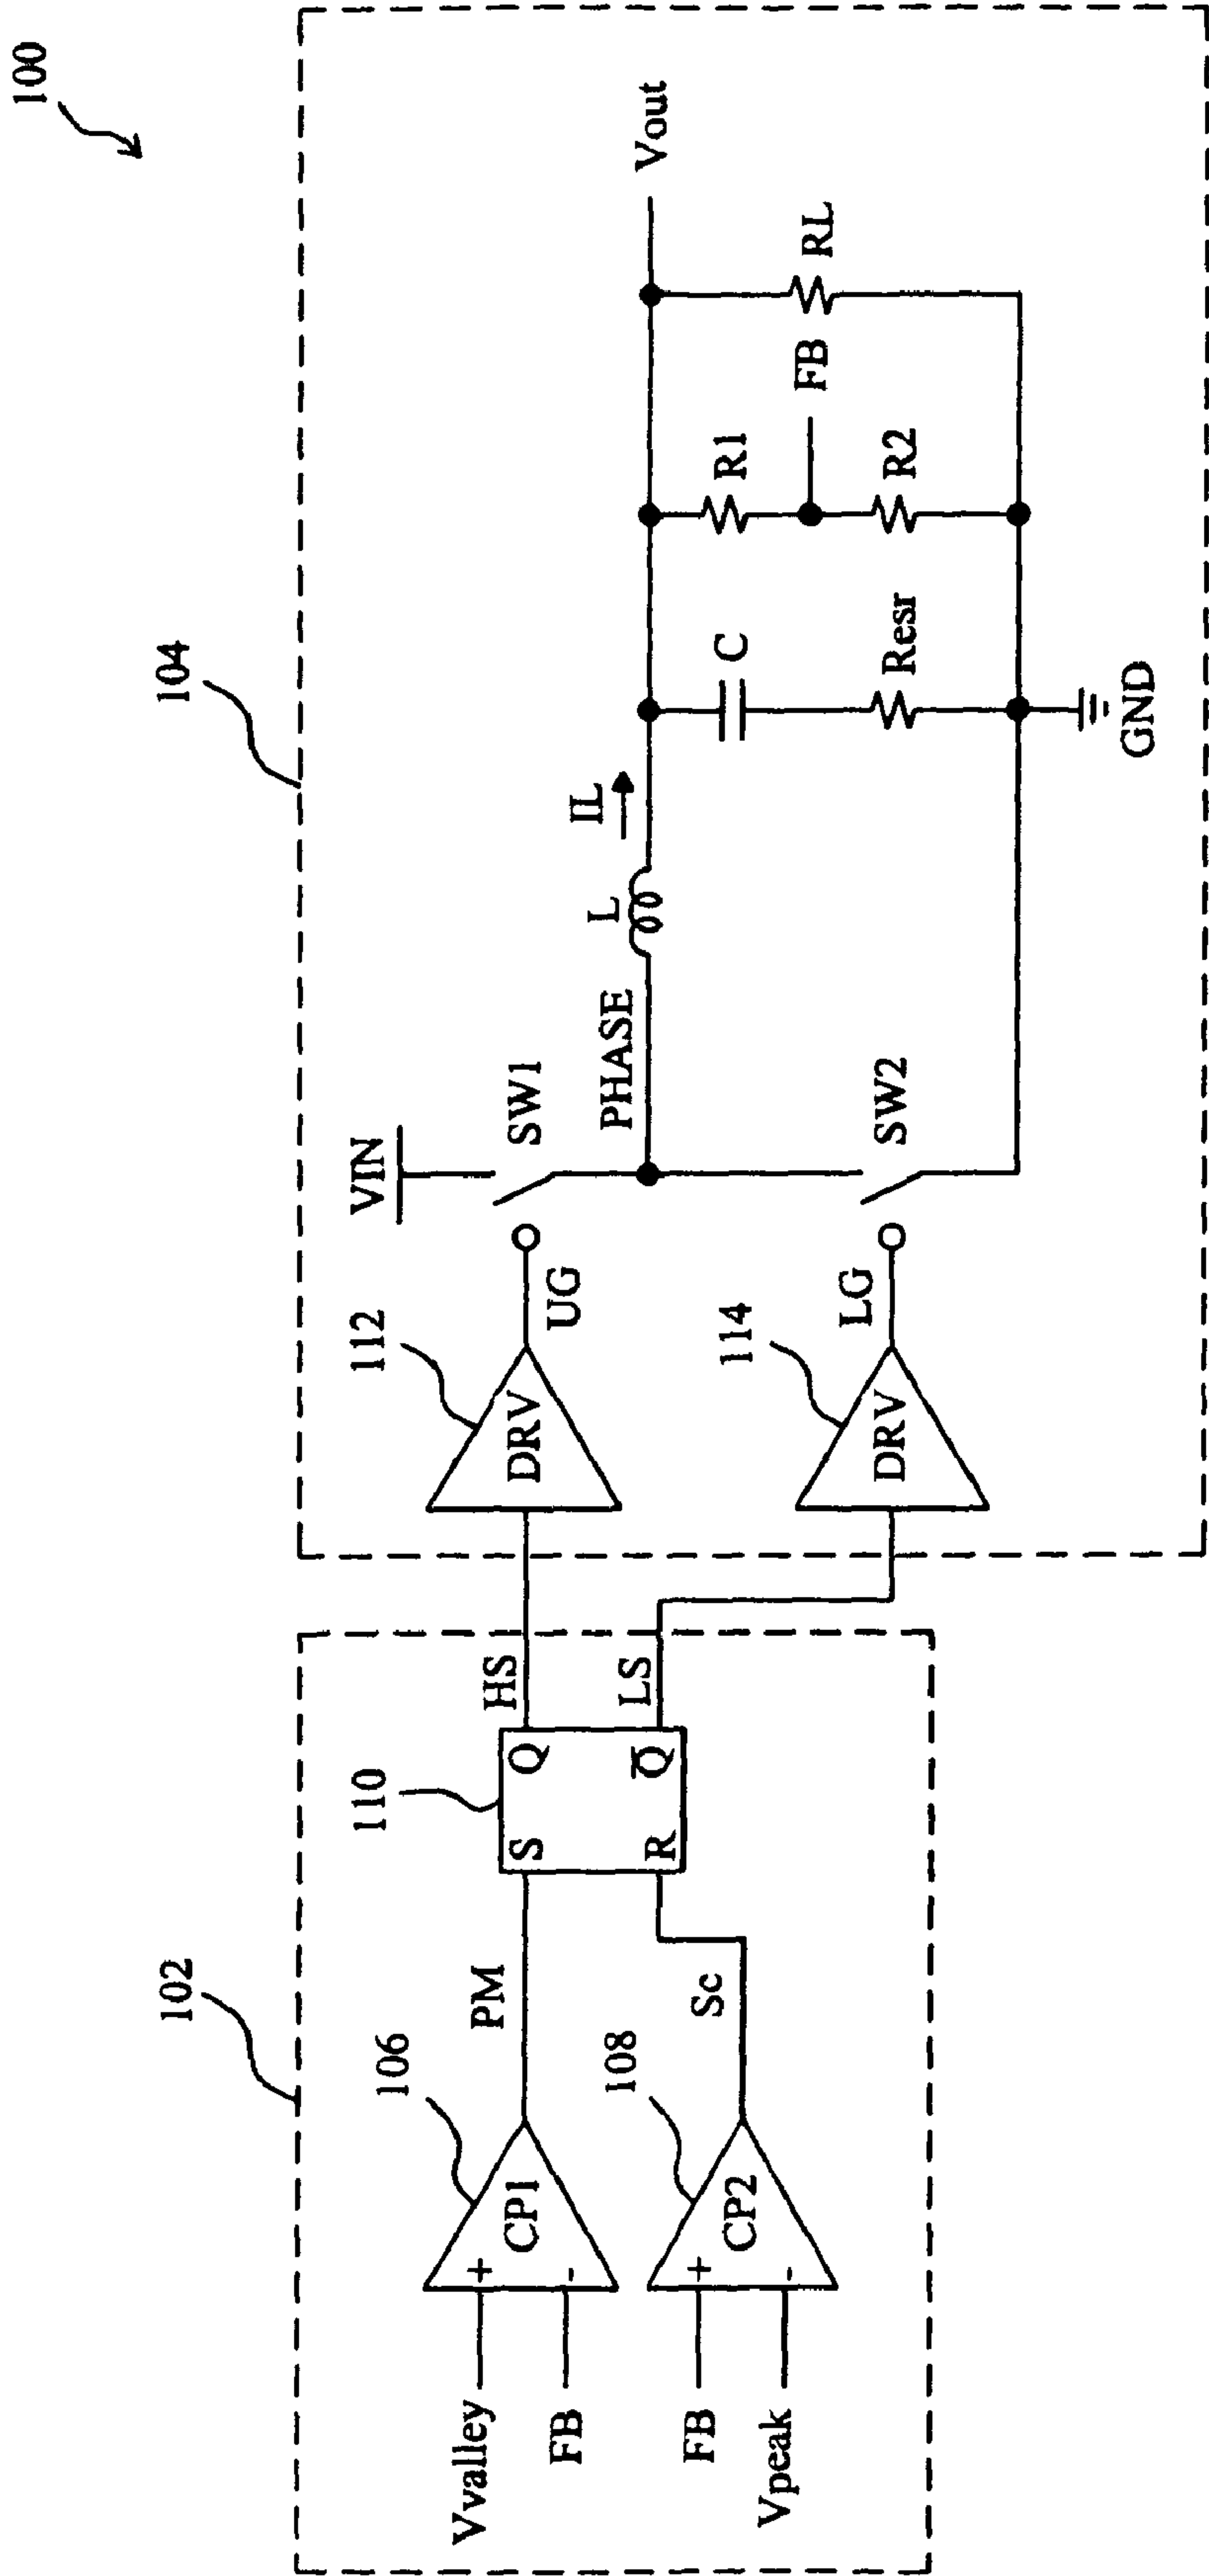 100
102
104
Vvalley
FB
+
-
CP1
106
PM
FB
Vpeak
+
-
CP2
108
Sc
110
S
Q
R
Q̅
HS
LS
112
DRV
UG
114
DRV
LG
VIN
SW1
PHASE
SW2
L
IL
C
Resr
GND
R1
R2
FB
RL
Vout